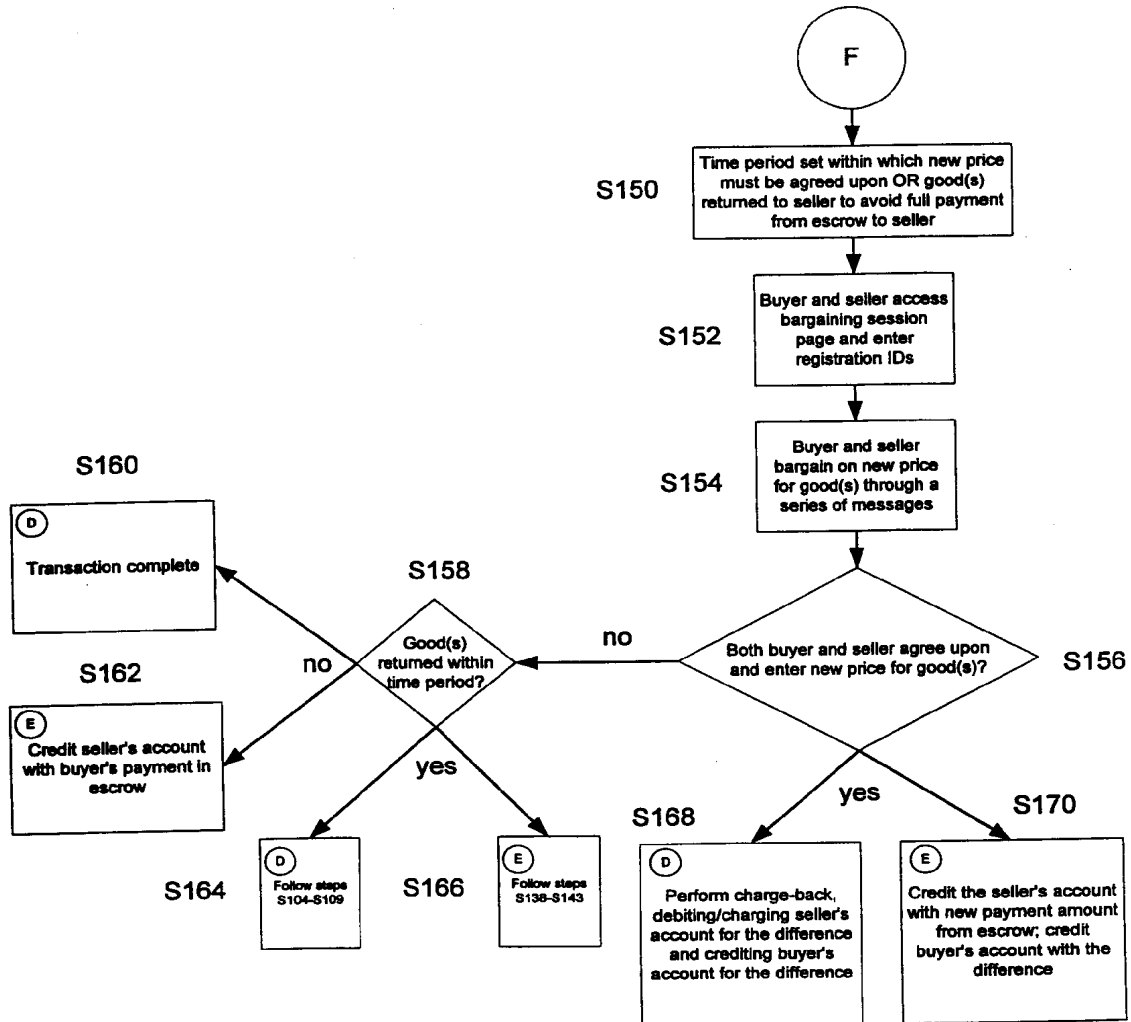 F
S150
Time period set within which new price
must be agreed upon OR good(s)
returned to seller to avoid full payment
from escrow to seller
S152
Buyer and seller access
bargaining session
page and enter
registration IDs
S154
Buyer and seller
bargain on new price
for good(s) through a
series of messages
S156
Both buyer and seller agree upon
and enter new price for good(s)?
no
yes
S158
Good(s)
returned within
time period?
no
yes
S160
D
Transaction complete
S162
E
Credit seller's account
with buyer's payment in
escrow
S164
D
Follow steps
S104-S109
S166
E
Follow steps
S138-S143
S168
D
Perform charge-back,
debiting/charging seller's
account for the difference
and crediting buyer's
account for the difference
S170
E
Credit the seller's account
with new payment amount
from escrow; credit
buyer's account with the
difference